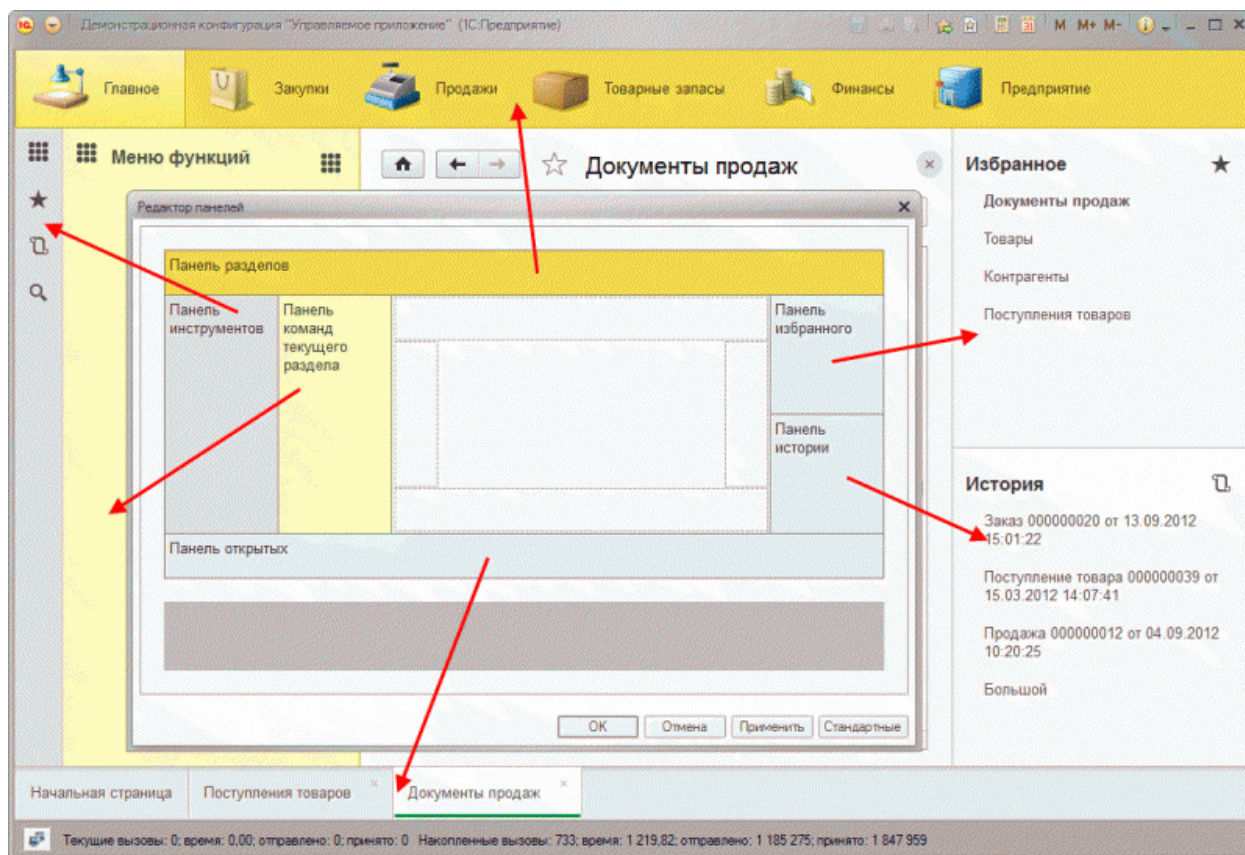 Демонстрационная конфигурация "Управляемое приложение" (1С:Предприятие)
M M+ M-
Главное
Закупки
Продажи
Товарные запасы
Финансы
Предприятие
Меню функций
Документы продаж
Избранное
Документы продаж
Товары
Контрагенты
Поступления товаров
Редактор панелей
Панель разделов
Панель
инструментов
Панель
команд
текущего
раздела
Панель
избранного
Панель
истории
Панель открытых
OK
Отмена
Применить
Стандартные
История
Заказ 000000020 от 13.09.2012
15:01:22
Поступление товара 000000039 от
15.03.2012 14:07:41
Продажа 000000012 от 04.09.2012
10:20:25
Большой
Начальная страница
Поступления товаров
Документы продаж
Текущие вызовы: 0; время: 0,00; отправлено: 0; принято: 0 Накопленные вызовы: 733; время: 1 219,82; отправлено: 1 185 275; принято: 1 847 959